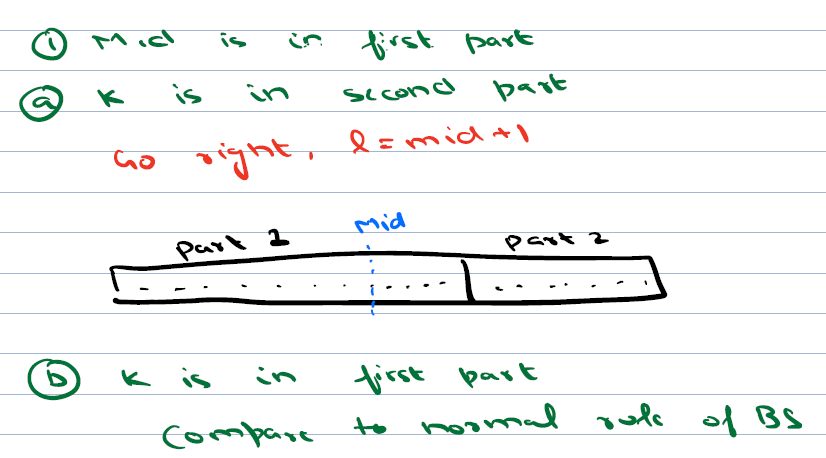 ① Mid is in first part
ⓐ K is in second part
Go right, l = mid + 1
Mid
part 1 part 2
ⓑ K is in first part
Compare to normal rule of BS